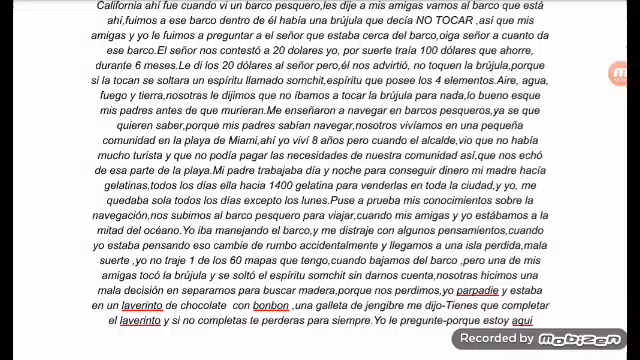 California ahí fue cuando vi un barco pesquero,les dije a mis amigas vamos al barco que está
ahí,fuimos a ese barco dentro de él había una brújula que decía NO TOCAR ,así que mis
amigas y yo le fuimos a preguntar a el señor que estaba cerca del barco,oiga señor a cuanto da
ese barco.El señor nos contestó a 20 dolares yo, por suerte traía 100 dólares que ahorre,
durante 6 meses.Le di los 20 dólares al señor pero,él nos advirtió, no toquen la brújula,porque
si la tocan se soltara un espíritu llamado somchit,espíritu que posee los 4 elementos.Aire, agua,
fuego y tierra,nosotras le dijimos que no íbamos a tocar la brújula para nada,lo bueno esque
mis padres antes de que murieran.Me enseñaron a navegar en barcos pesqueros,ya se que
quieren saber,porque mis padres sabían navegar,nosotros vivíamos en una pequeña
comunidad en la playa de Miami,ahí yo viví 8 años pero cuando el alcalde,vio que no había
mucho turista y que no podía pagar las necesidades de nuestra comunidad así,que nos echó
de esa parte de la playa.Mi padre trabajaba día y noche para conseguir dinero mi madre hacía
gelatinas,todos los días ella hacia 1400 gelatina para venderlas en toda la ciudad,y yo, me
quedaba sola todos los días excepto los lunes.Puse a prueba mis conocimientos sobre la
navegación,nos subimos al barco pesquero para viajar,cuando mis amigas y yo estábamos a la
mitad del océano.Yo iba manejando el barco,y me distraje con algunos pensamientos,cuando
yo estaba pensando eso cambie de rumbo accidentalmente y llegamos a una isla perdida,mala
suerte ,yo no traje 1 de los 60 mapas que tengo,cuando bajamos del barco ,pero una de mis
amigas tocó la brújula y se soltó el espíritu somchit sin darnos cuenta,nosotras hicimos una
mala decisión en separarnos para buscar madera,porque nos perdimos,yo parpadie y estaba
en un laverinto de chocolate con bonbon ,una galleta de jengibre me dijo-Tienes que completar
el laverinto y si no completas te perderas para siempre.Yo le pregunte-porque estoy aqui
RECORDED WITH
MOBIZEN